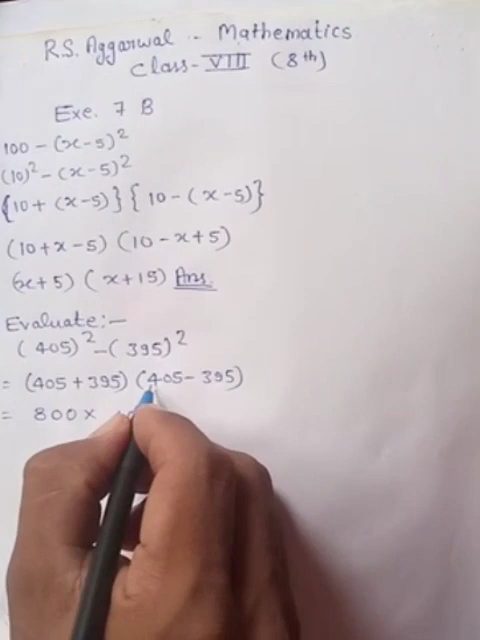 R.S. Aggarwal - Mathematics
Class - VIII (8th)
Exe. 7 B
100 - (x-5)²
(10)² - (x-5)²
{10 + (x-5)} {10 - (x-5)}
(10+x-5) (10-x+5)
(x+5) (x+15) Ans.
Evaluate:-
(405)² - (395)²
= (405+395) (405-395)
= 800 x